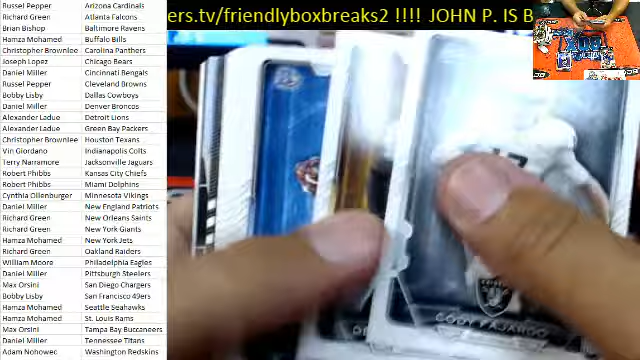 ers.tv/friendlyboxbreaks2 !!!! JOHN P. IS B
Russel Pepper Arizona Cardinals
Richard Green Atlanta Falcons
Brian Bishop Baltimore Ravens
Hamza Mohamed Buffalo Bills
Christopher Brownlee Carolina Panthers
Joseph Lopez Chicago Bears
Daniel Miller Cincinnati Bengals
Russel Pepper Cleveland Browns
Bobby Lisby Dallas Cowboys
Daniel Miller Denver Broncos
Alexander Ladue Detroit Lions
Alexander Ladue Green Bay Packers
Christopher Brownlee Houston Texans
Vin Giordano Indianapolis Colts
Terry Narramore Jacksonville Jaguars
Robert Phibbs Kansas City Chiefs
Robert Phibbs Miami Dolphins
Cynthia Ollenburger Minnesota Vikings
Daniel Miller New England Patriots
Richard Green New Orleans Saints
Richard Green New York Giants
Hamza Mohamed New York Jets
Richard Green Oakland Raiders
William Moore Philadelphia Eagles
Daniel Miller Pittsburgh Steelers
Max Orsini San Diego Chargers
Bobby Lisby San Francisco 49ers
Hamza Mohamed Seattle Seahawks
Hamza Mohamed St. Louis Rams
Max Orsini Tampa Bay Buccaneers
Daniel Miller Tennessee Titans
Adam Nohowec Washington Redskins
CODY FAJARDO